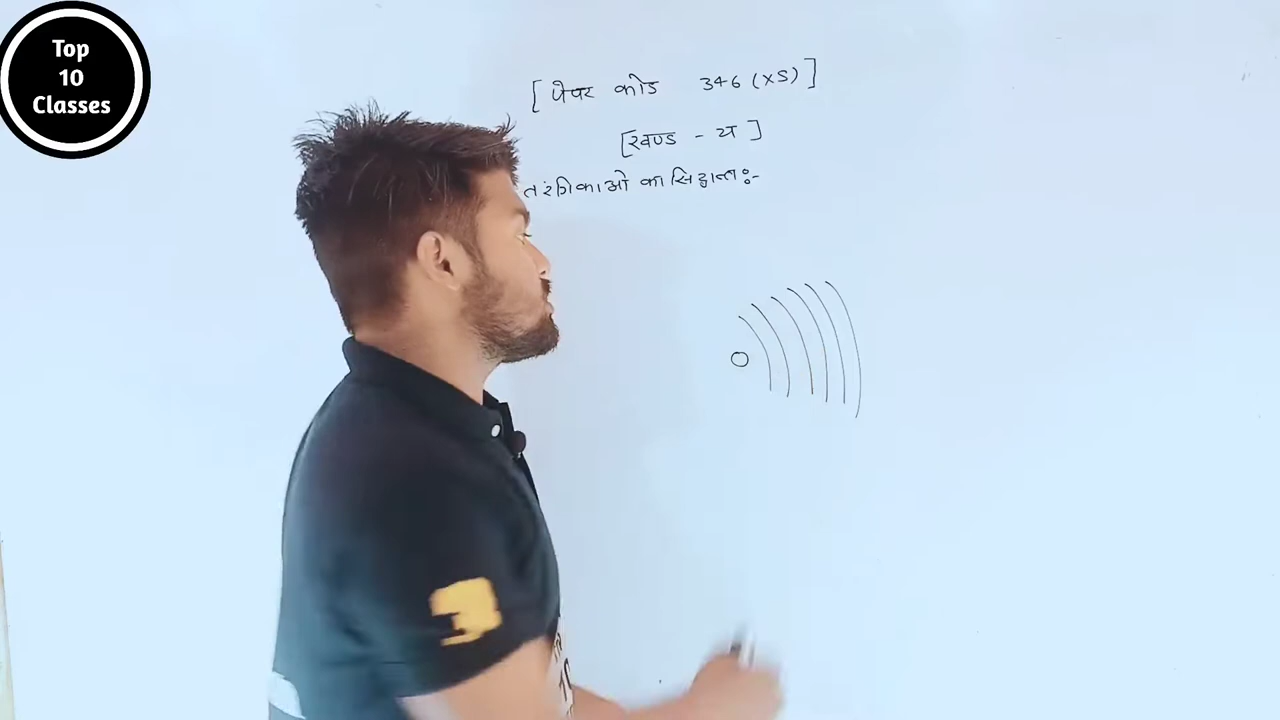 Top
10
Classes
[पेपर कोड 346 (XS)]
[खण्ड - य]
तरंगिकाओ का सिद्धान्तः-